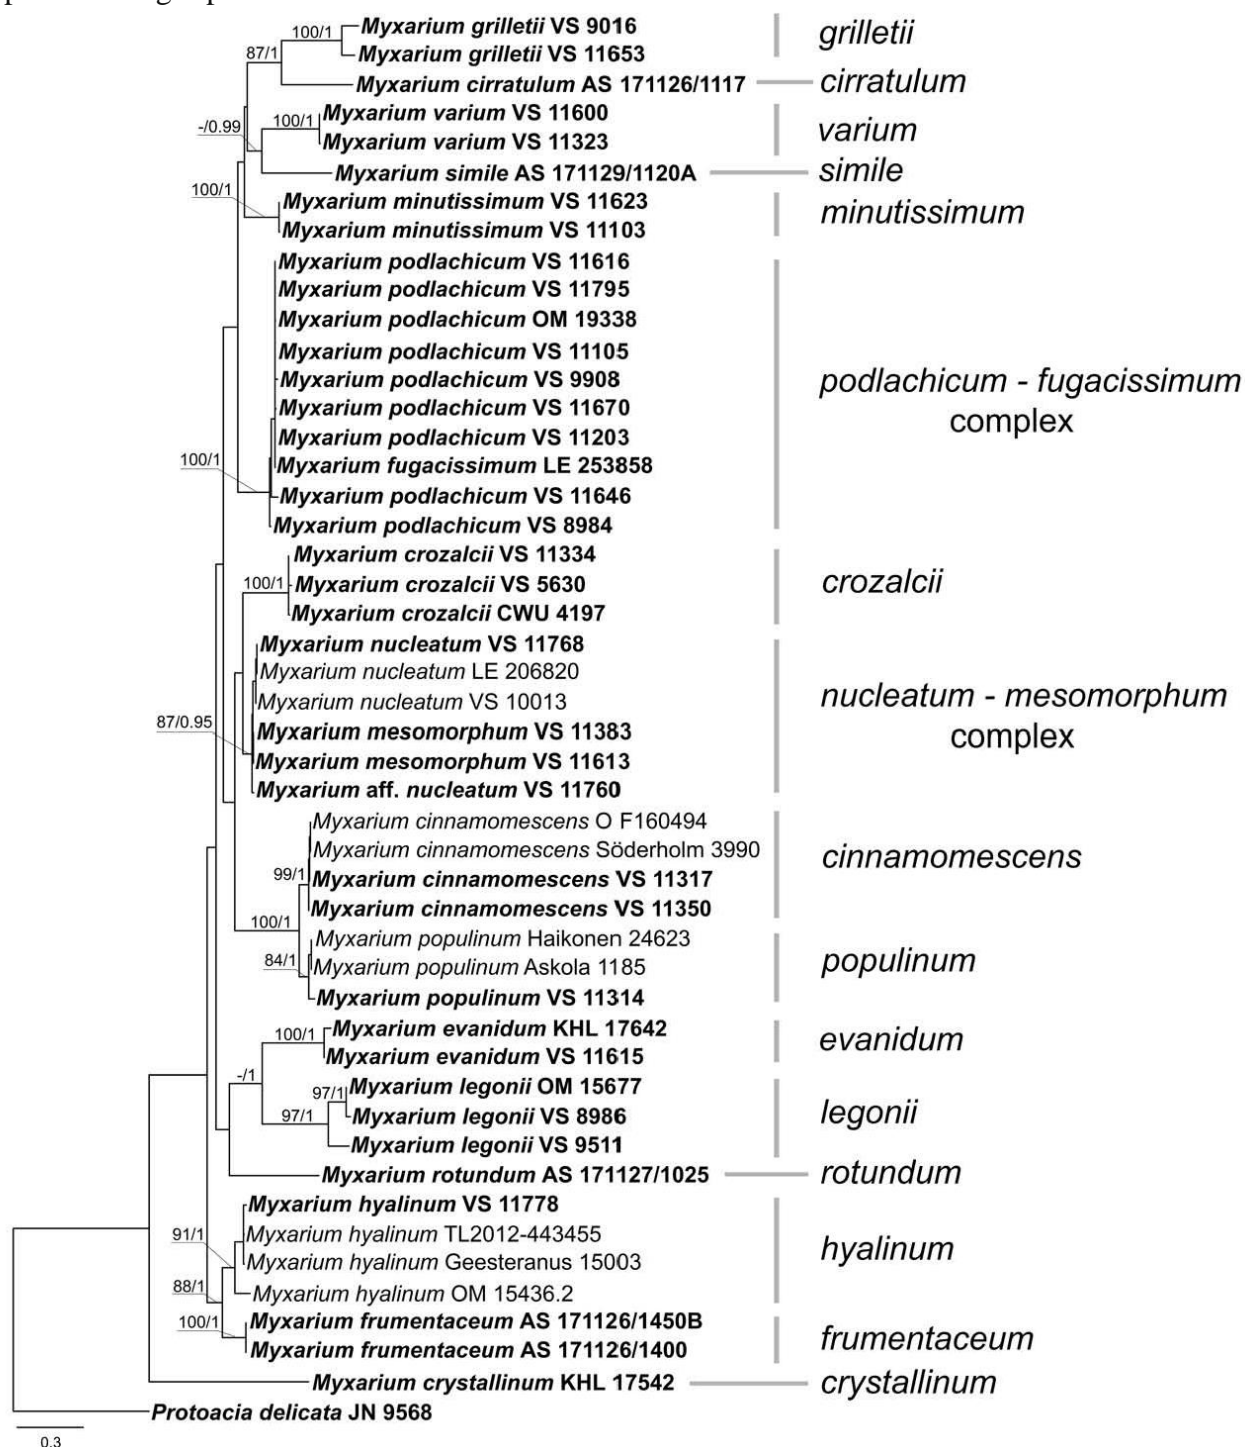 100/1 Myxarium grilletii VS 9016
grilletii
87/1 Myxarium grilletii VS 11653
Myxarium cirratulum AS 171126/1117 cirratulum
Myxarium varium VS 11600
-/0.99 100/1 varium
Myxarium varium VS 11323
Myxarium simile AS 171129/1120A simile
100/1 Myxarium minutissimum VS 11623
minutissimum
Myxarium minutissimum VS 11103
Myxarium podlachicum VS 11616
Myxarium podlachicum VS 11795
Myxarium podlachicum OM 19338
Myxarium podlachicum VS 11105
Myxarium podlachicum VS 9908 podlachicum - fugacissimum
Myxarium podlachicum VS 11670 complex
Myxarium podlachicum VS 11203
100/1 Myxarium fugacissimum LE 253858
Myxarium podlachicum VS 11646
Myxarium podlachicum VS 8984
Myxarium crozalcii VS 11334
100/1 Myxarium crozalcii VS 5630 crozalcii
Myxarium crozalcii CWU 4197
Myxarium nucleatum VS 11768
Myxarium nucleatum LE 206820
Myxarium nucleatum VS 10013 nucleatum - mesomorphum
87/0.95 Myxarium mesomorphum VS 11383 complex
Myxarium mesomorphum VS 11613
Myxarium aff. nucleatum VS 11760
Myxarium cinnamomescens O F160494
Myxarium cinnamomescens Söderholm 3990 cinnamomescens
99/1 Myxarium cinnamomescens VS 11317
Myxarium cinnamomescens VS 11350
100/1
Myxarium populinum Haikonen 24623
84/1 Myxarium populinum Askola 1185 populinum
Myxarium populinum VS 11314
100/1 Myxarium evanidum KHL 17642
evanidum
Myxarium evanidum VS 11615
-/1
97/1 Myxarium legonii OM 15677
97/1 Myxarium legonii VS 8986 legonii
Myxarium legonii VS 9511
Myxarium rotundum AS 171127/1025 rotundum
Myxarium hyalinum VS 11778
91/1 Myxarium hyalinum TL2012-443455
hyalinum
Myxarium hyalinum Geesteranus 15003
88/1 Myxarium hyalinum OM 15436.2
100/1 Myxarium frumentaceum AS 171126/1450B
frumentaceum
Myxarium frumentaceum AS 171126/1400
Myxarium crystallinum KHL 17542 crystallinum
Protoacia delicata JN 9568
0.3